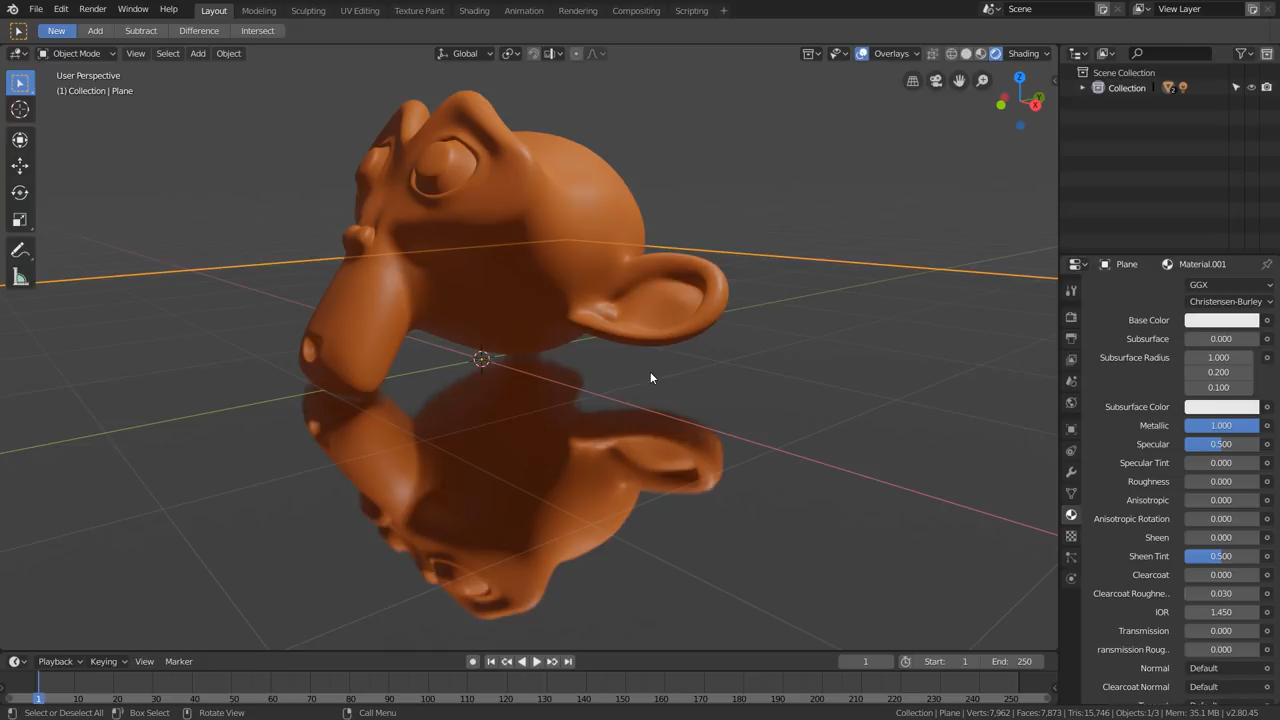 File Edit Render Window Help Layout Modeling Sculpting UV Editing Texture Paint Shading Animation Rendering Compositing Scripting + Scene View Layer
New Add Subtract Difference Intersect
Object Mode View Select Add Object Global Overlays Shading
User Perspective
(1) Collection | Plane
Z
Y
X
Scene Collection
Collection 2
Plane Material.001
GGX
Christensen-Burley
Base Color
Subsurface 0.000
Subsurface Radius 1.000
0.200
0.100
Subsurface Color
Metallic 1.000
Specular 0.500
Specular Tint 0.000
Roughness 0.000
Anisotropic 0.000
Anisotropic Rotation 0.000
Sheen 0.000
Sheen Tint 0.500
Clearcoat 0.000
Clearcoat Roughne.. 0.030
IOR 1.450
Transmission 0.000
ransmission Roug.. 0.000
Normal Default
Clearcoat Normal Default
Playback Keying View Marker 1 Start: 1 End: 250
1 10 20 30 40 50 60 70 80 90 100 110 120 130 140 150 160 170 180 190 200 210 220 230 240 250
Select or Deselect All Box Select Rotate View Call Menu Collection | Plane | Verts:7,962 | Faces:7,873 | Tris:15,746 | Objects:1/3 | Mem: 35.1 MB | v2.80.45